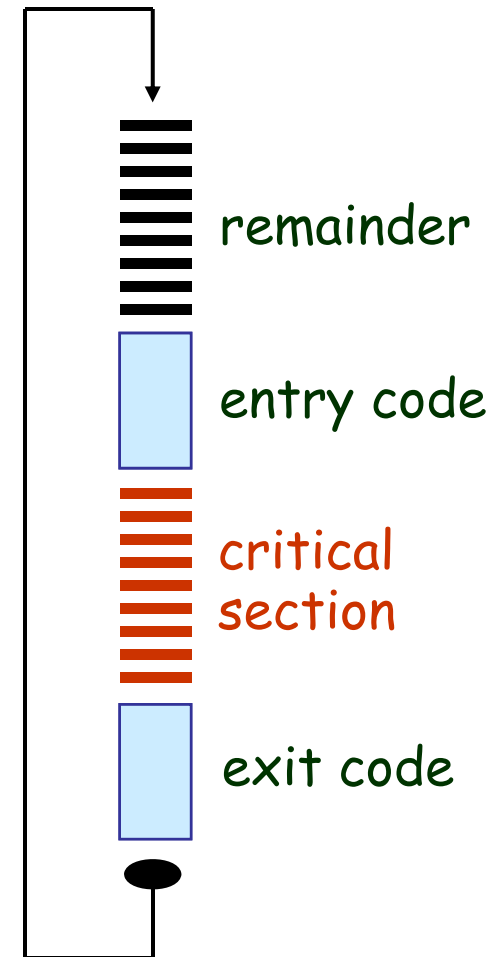 remainder
entry code
critical
section
exit code